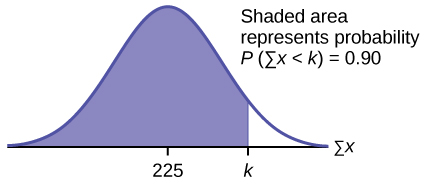 Shaded area
represents probability
P (∑x < k) = 0.90
∑x
225
k